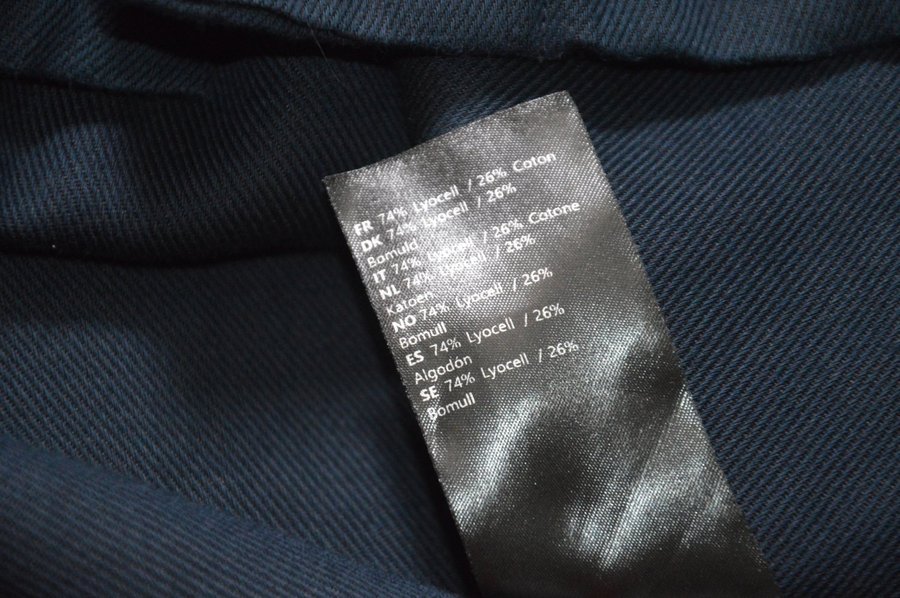 FR 74% Lyocell / 26% Coton
DK 74% Lyocell / 26%
Bomuld
IT 74% Lyocell / 26% Cotone
NL 74% Lyocell / 26%
Katoen
NO 74% Lyocell / 26%
Bomull
ES 74% Lyocell / 26%
Algodón
SE 74% Lyocell / 26%
Bomull